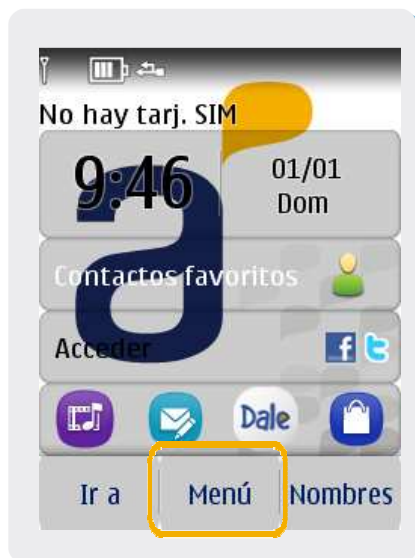 No hay tarj. SIM
9:46
01/01
Dom
Contactos favoritos
Acceder
Dale
Ir a Menú Nombres